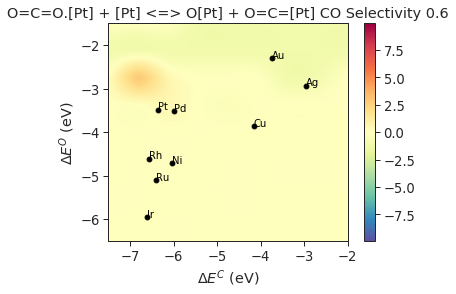 O=C=O.[Pt] + [Pt] <=> O[Pt] + O=C=[Pt] CO Selectivity 0.6
−2
−3
−4
−5
−6
ΔE^O (eV)
Au
Ag
Pt
Pd
Cu
Rh
Ni
Ru
Ir
−7
−6
−5
−4
−3
−2
ΔE^C (eV)
7.5
5.0
2.5
0.0
−2.5
−5.0
−7.5